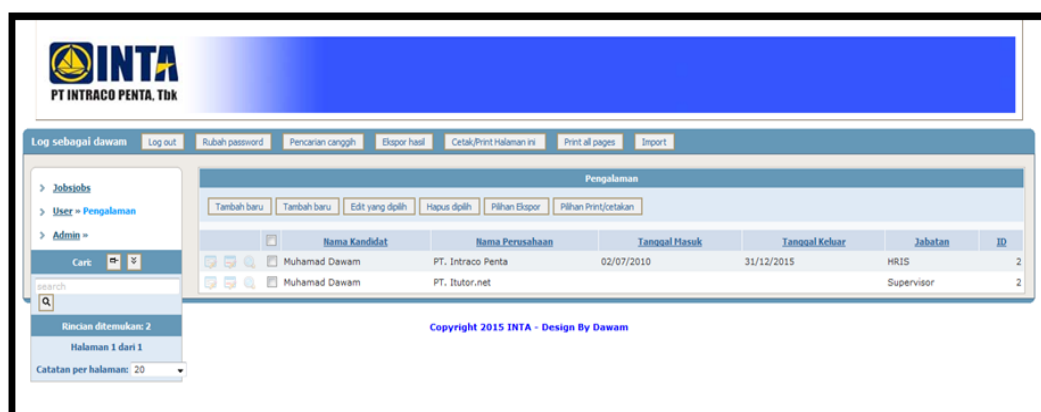 INTA
PT INTRACO PENTA, Tbk
Log sebagai dawam Log out Rubah password Pencarian canggih Ekspor hasil Cetak/Print Halaman ini Print all pages Import
Jobsjobs
User » Pengalaman
Admin »
Cari:
search
Rincian ditemukan: 2
Halaman 1 dari 1
Catatan per halaman: 20
Pengalaman
Tambah baru Tambah baru Edit yang dipilih Hapus dipilih Pilihan Ekspor Pilihan Print/cetakan
Nama Kandidat Nama Perusahaan Tanggal Masuk Tanggal Keluar Jabatan ID
Muhamad Dawam PT. Intraco Penta 02/07/2010 31/12/2015 HRIS 2
Muhamad Dawam PT. Itutor.net Supervisor 2
Copyright 2015 INTA - Design By Dawam